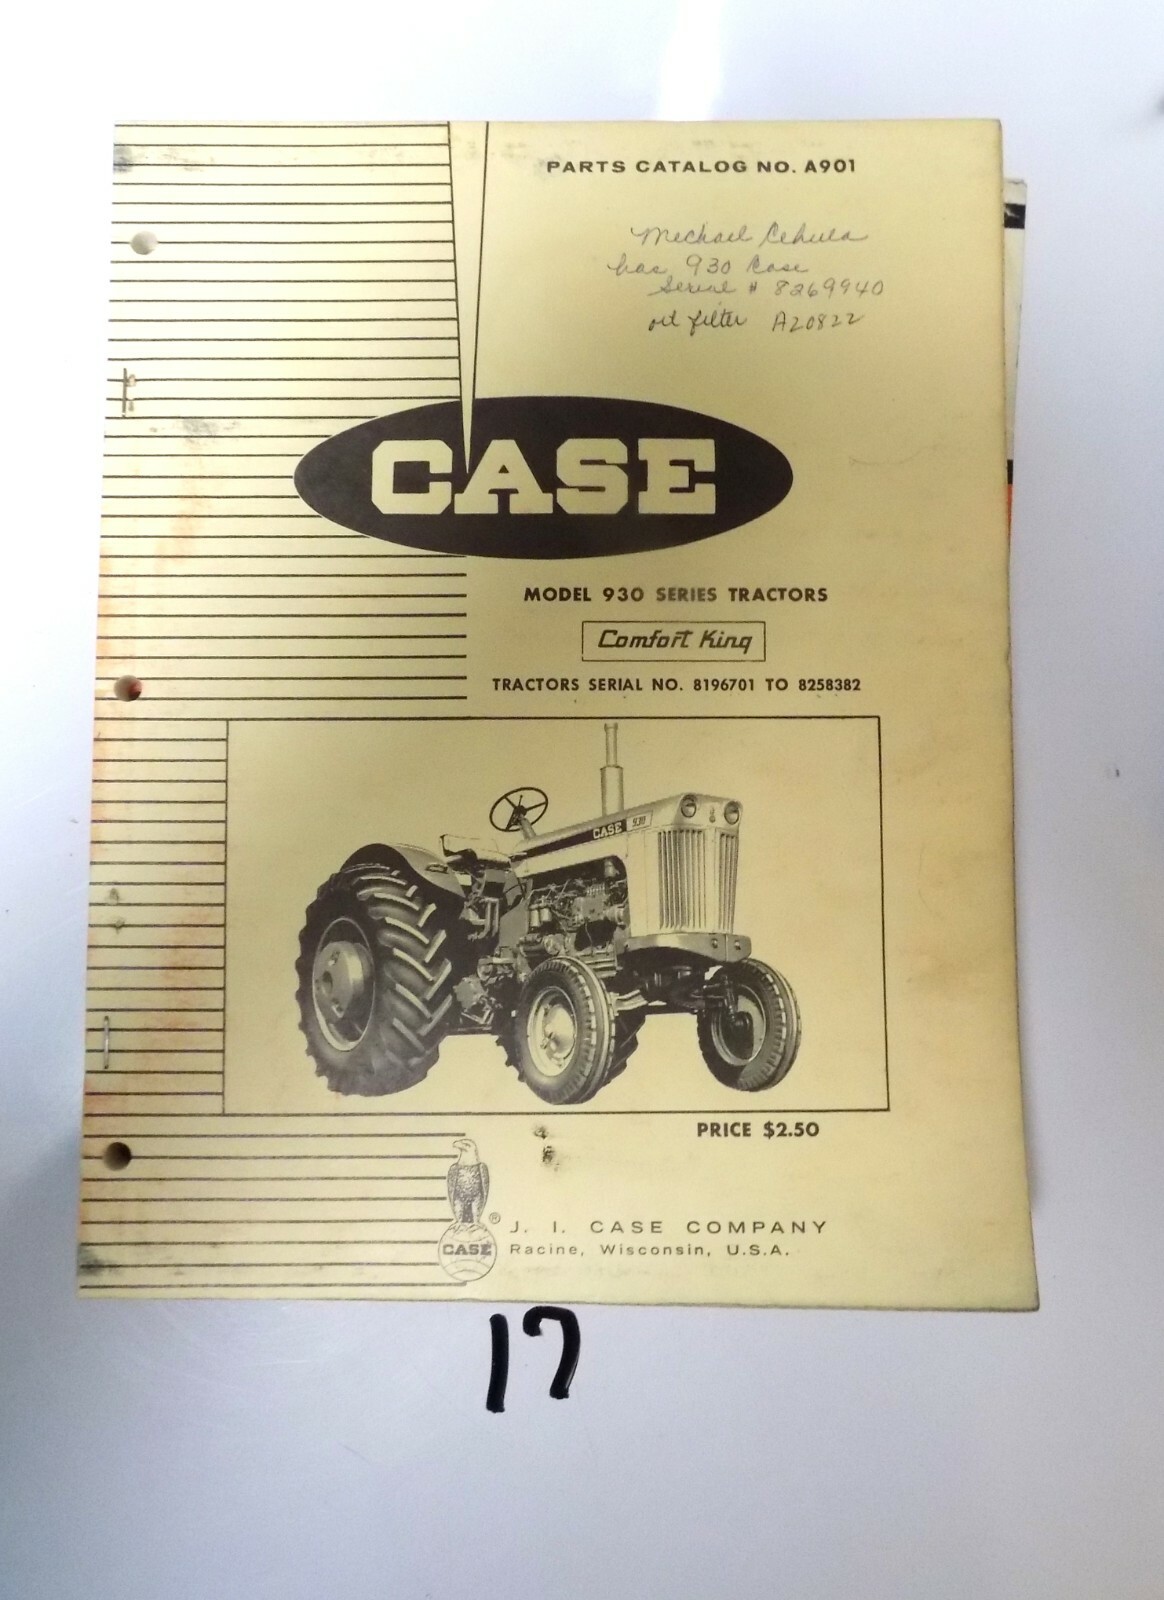 PARTS CATALOG NO. A901
Michael Cehula
has 930 Case
Serial # 8269940
oil filter A20822
CASE
MODEL 930 SERIES TRACTORS
Comfort King
TRACTORS SERIAL NO. 8196701 TO 8258382
CASE 930
PRICE $2.50
CASE
® J. I. CASE COMPANY
Racine, Wisconsin, U.S.A.
17